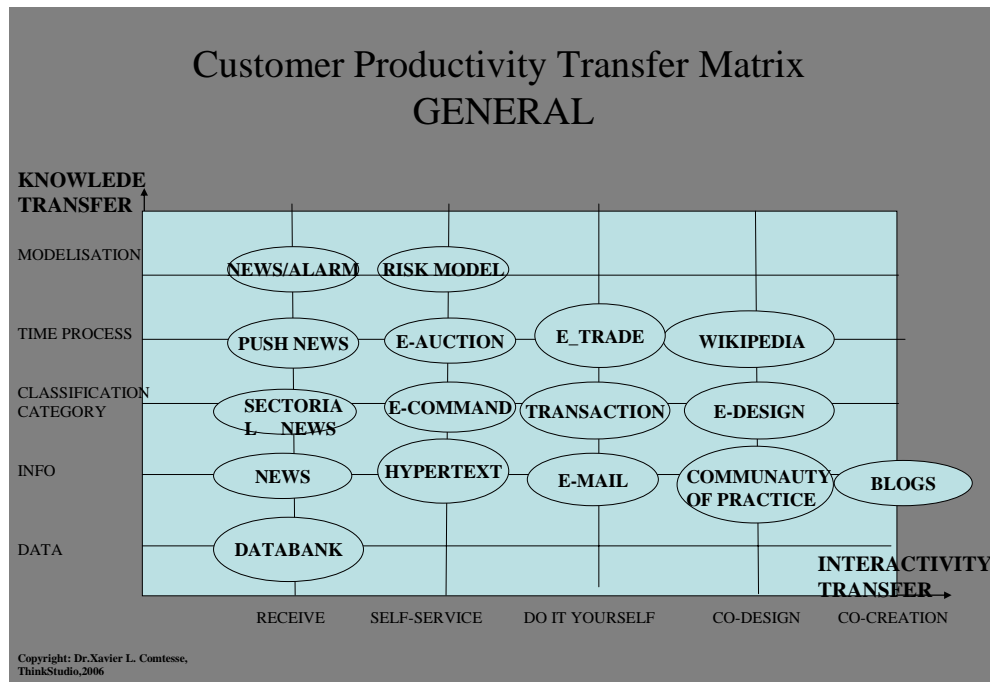 Customer Productivity Transfer Matrix
GENERAL
KNOWLEDE
TRANSFER
MODELISATION
NEWS/ALARM
RISK MODEL
TIME PROCESS
PUSH NEWS
E-AUCTION
E_TRADE
WIKIPEDIA
CLASSIFICATION
CATEGORY
SECTORIA
L NEWS
E-COMMAND
TRANSACTION
E-DESIGN
INFO
NEWS
HYPERTEXT
E-MAIL
COMMUNAUTY
OF PRACTICE
BLOGS
DATA
DATABANK
INTERACTIVITY
TRANSFER
RECEIVE
SELF-SERVICE
DO IT YOURSELF
CO-DESIGN
CO-CREATION
Copyright: Dr.Xavier L. Comtesse,
ThinkStudio,2006